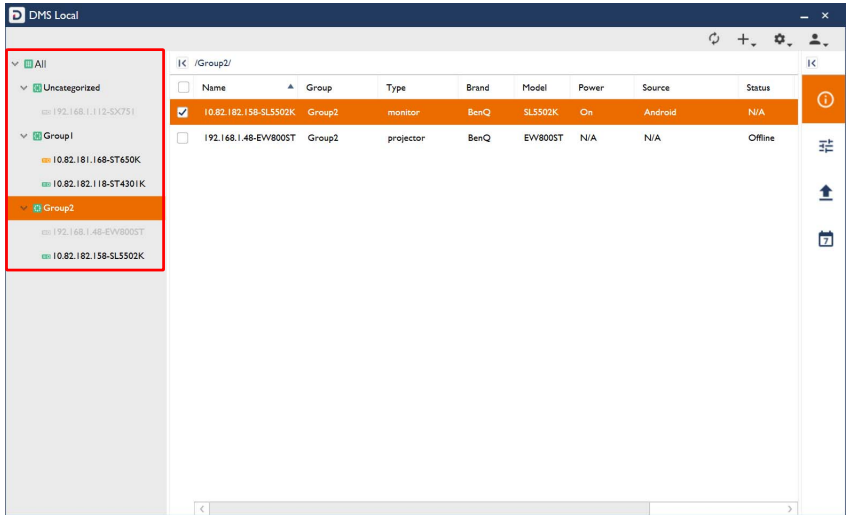 D DMS Local
All
Uncategorized
192.168.1.112-SX751
Group1
10.82.181.168-ST650K
10.82.182.118-ST4301K
Group2
192.168.1.48-EW800ST
10.82.182.158-SL5502K
/Group2/
Name Group Type Brand Model Power Source Status
10.82.182.158-SL5502K Group2 monitor BenQ SL5502K On Android N/A
192.168.1.48-EW800ST Group2 projector BenQ EW800ST N/A N/A Offline
7